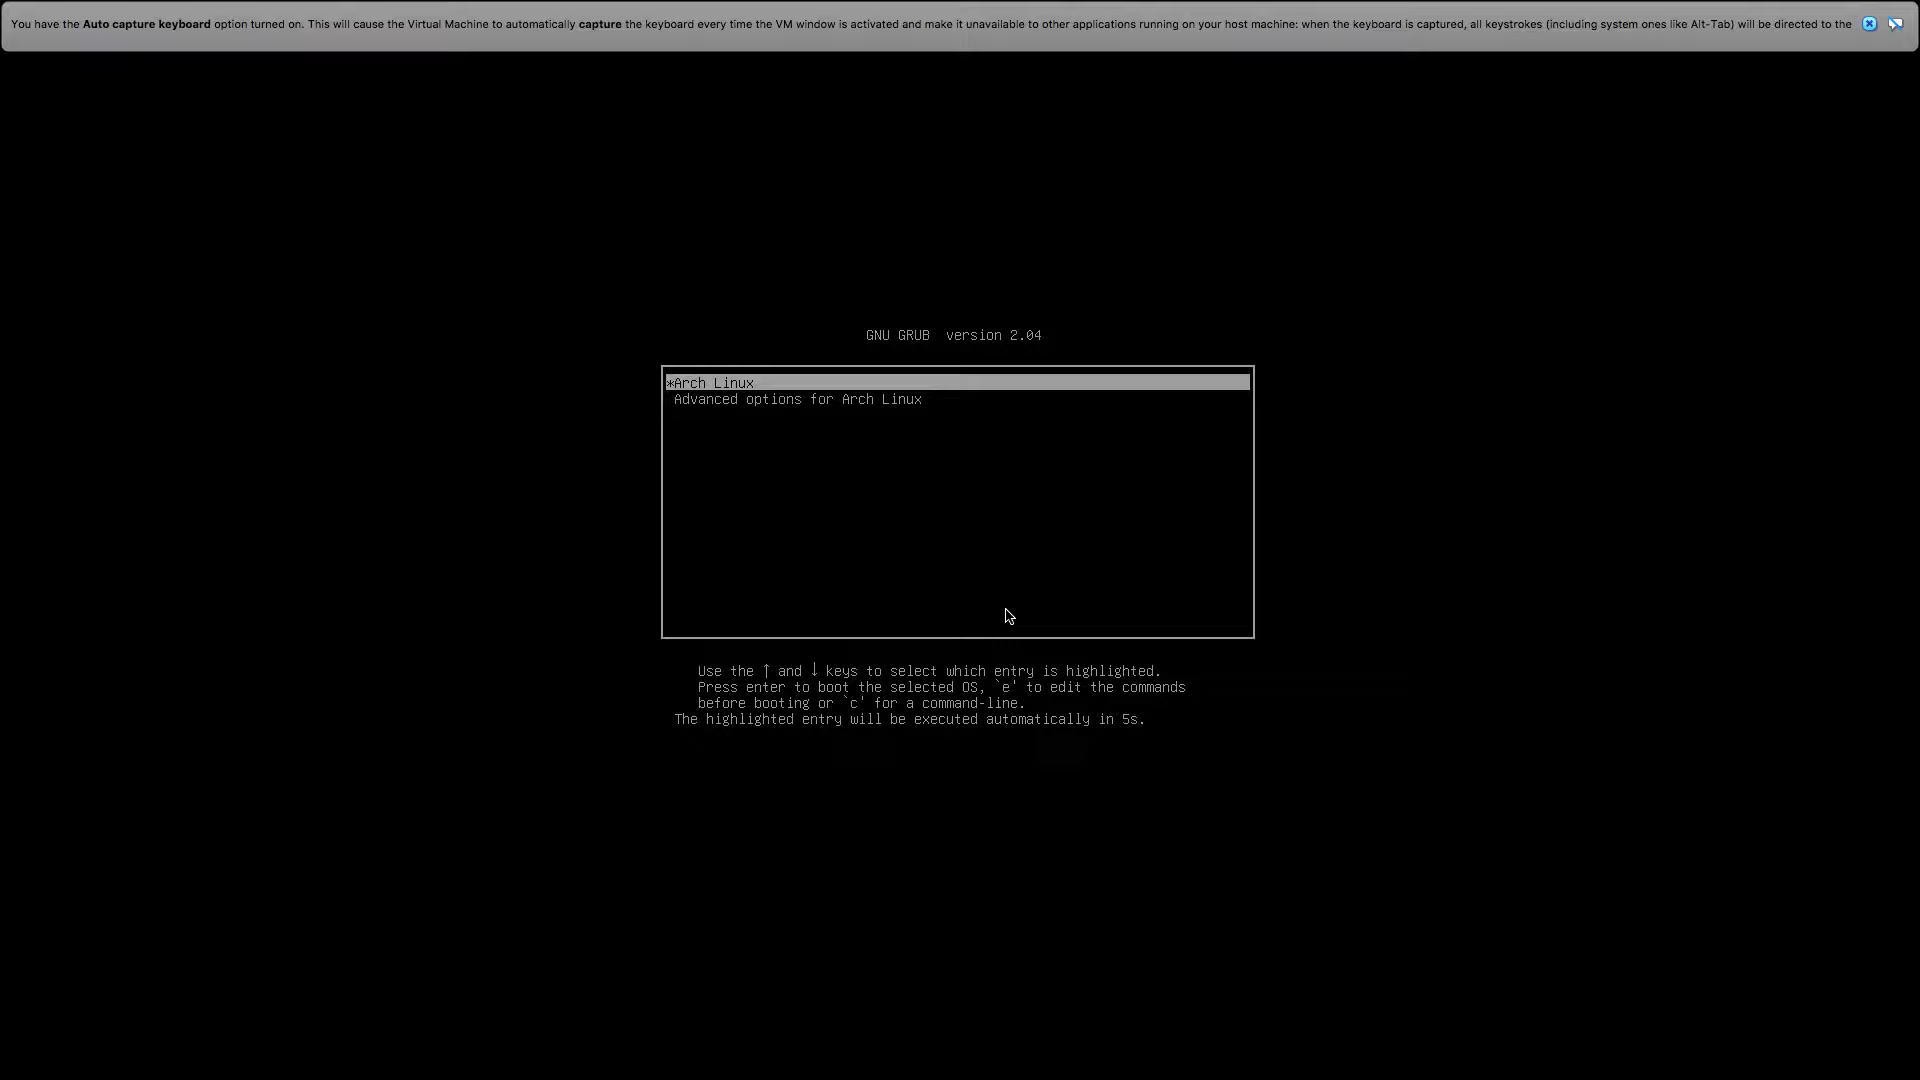 You have the Auto capture keyboard option turned on. This will cause the Virtual Machine to automatically capture the keyboard every time the VM window is activated and make it unavailable to other applications running on your host machine: when the keyboard is captured, all keystrokes (including system ones like Alt-Tab) will be directed to the
GNU GRUB  version 2.04
*Arch Linux
Advanced options for Arch Linux
Use the ↑ and ↓ keys to select which entry is highlighted.
Press enter to boot the selected OS, `e' to edit the commands
before booting or `c' for a command-line.
The highlighted entry will be executed automatically in 5s.